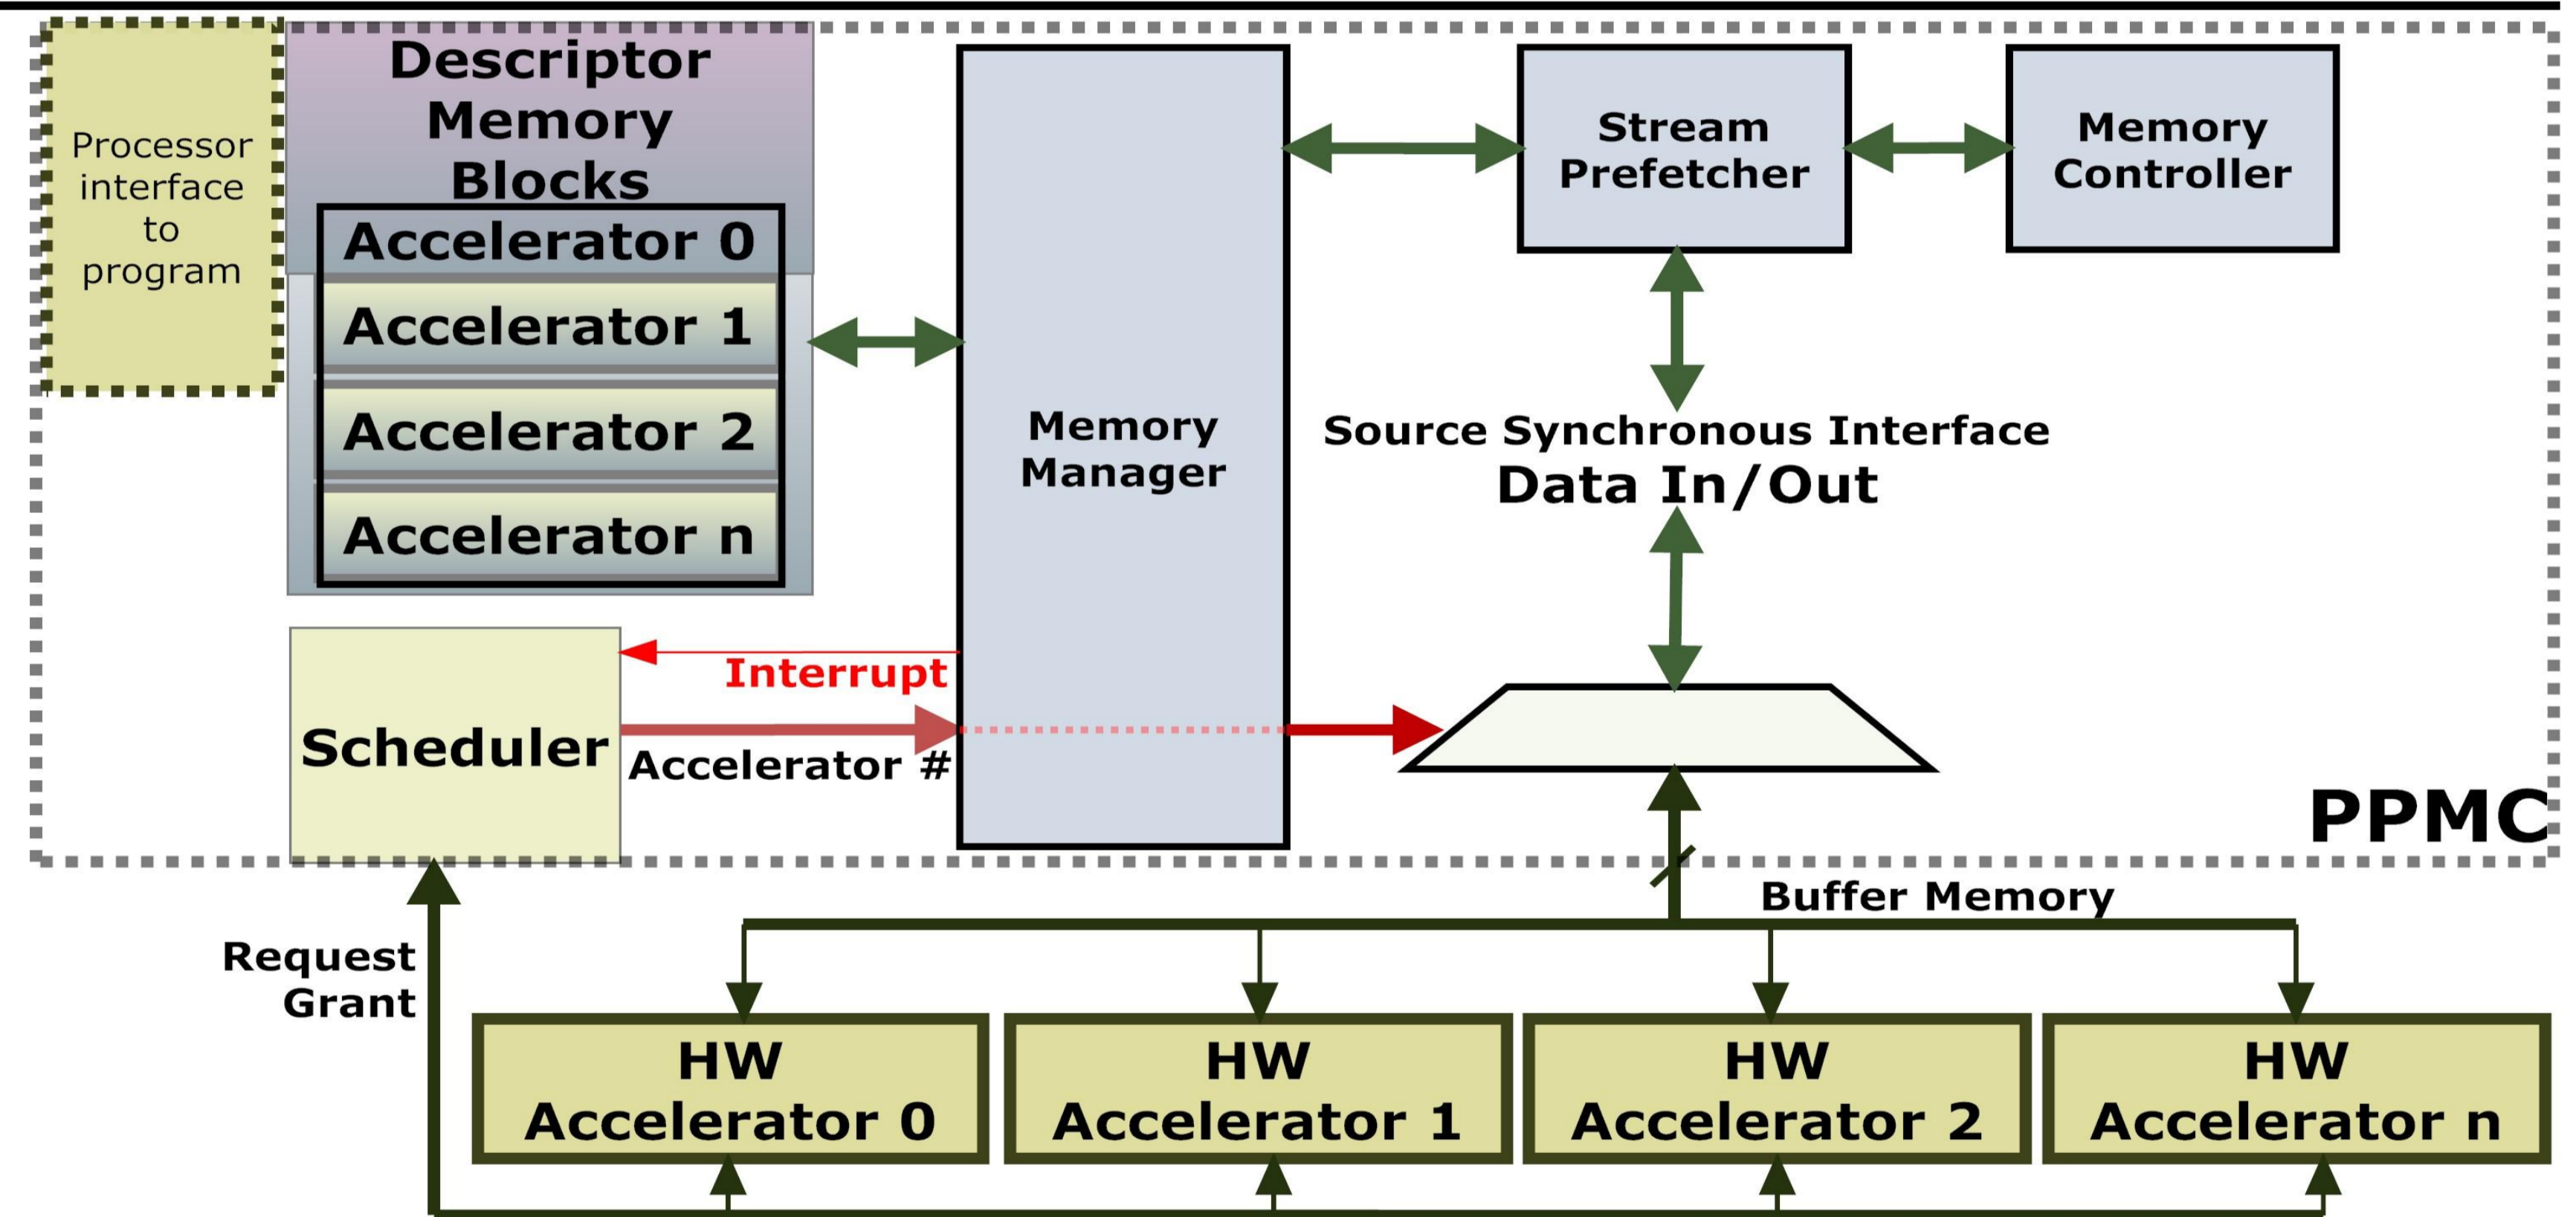 Processor
interface
to
program
Descriptor
Memory
Blocks
Accelerator 0
Accelerator 1
Accelerator 2
Accelerator n
Memory
Manager
Stream
Prefetcher
Memory
Controller
Source Synchronous Interface
Data In/Out
Interrupt
Scheduler
Accelerator #
PPMC
Buffer Memory
Request
Grant
HW
Accelerator 0
HW
Accelerator 1
HW
Accelerator 2
HW
Accelerator n